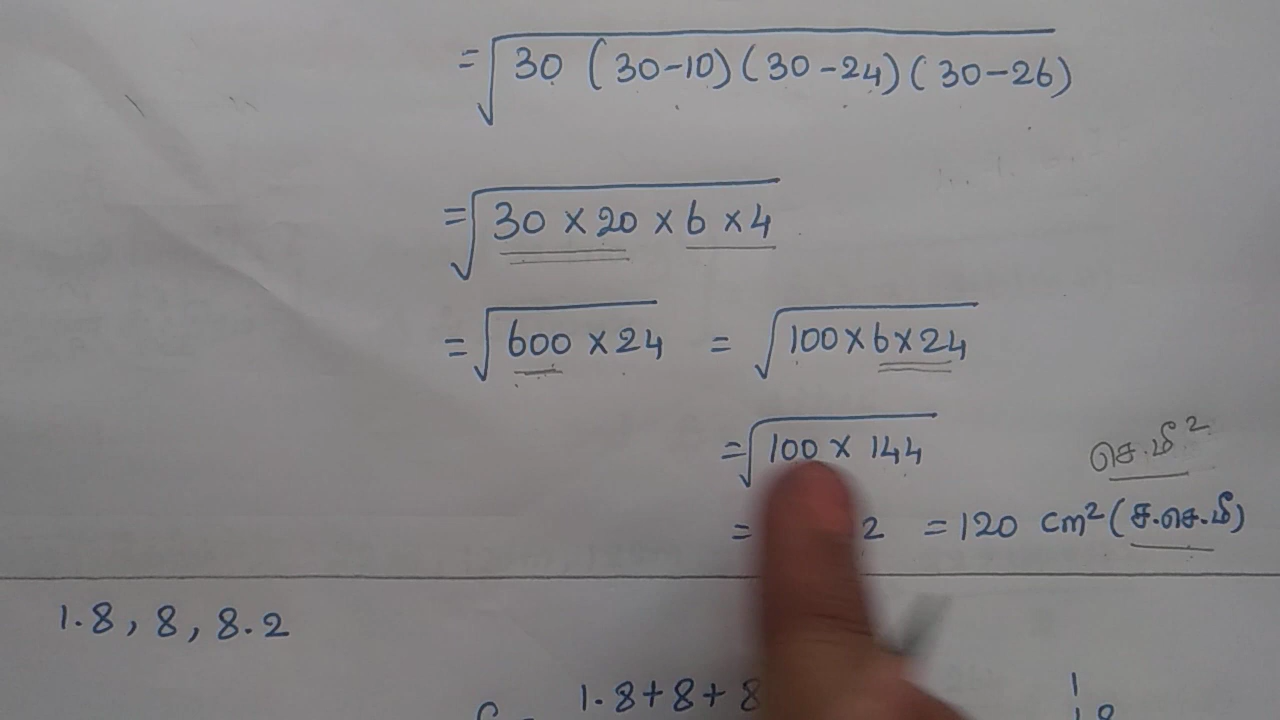 = √30 (30-10)(30-24)(30-26)
= √30 × 20 × 6 × 4
= √600 × 24 = √100 × 6 × 24
= √100 × 144
செ.மீ²
= 2 = 120 cm² (ச.செ.மீ)
1.8, 8, 8.2
1.8+8+8